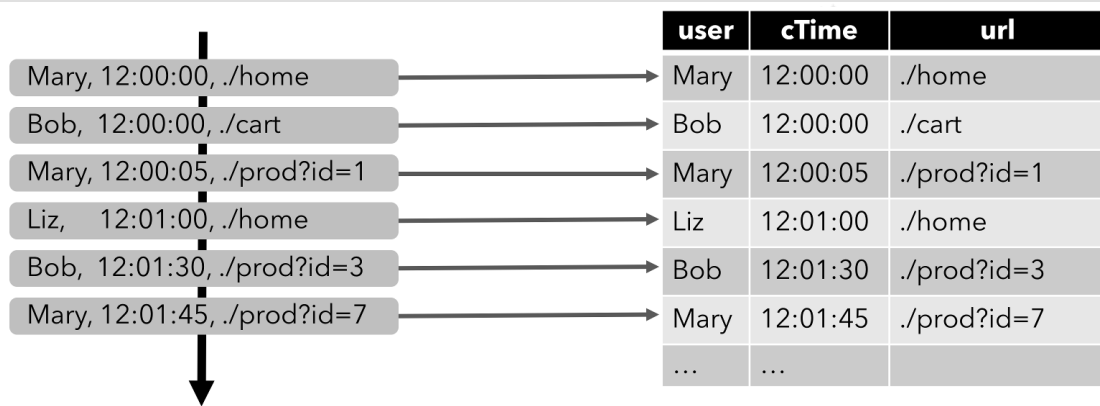 user cTime url
Mary, 12:00:00, ./home Mary 12:00:00 ./home
Bob, 12:00:00, ./cart Bob 12:00:00 ./cart
Mary, 12:00:05, ./prod?id=1 Mary 12:00:05 ./prod?id=1
Liz, 12:01:00, ./home Liz 12:01:00 ./home
Bob, 12:01:30, ./prod?id=3 Bob 12:01:30 ./prod?id=3
Mary, 12:01:45, ./prod?id=7 Mary 12:01:45 ./prod?id=7
... ...